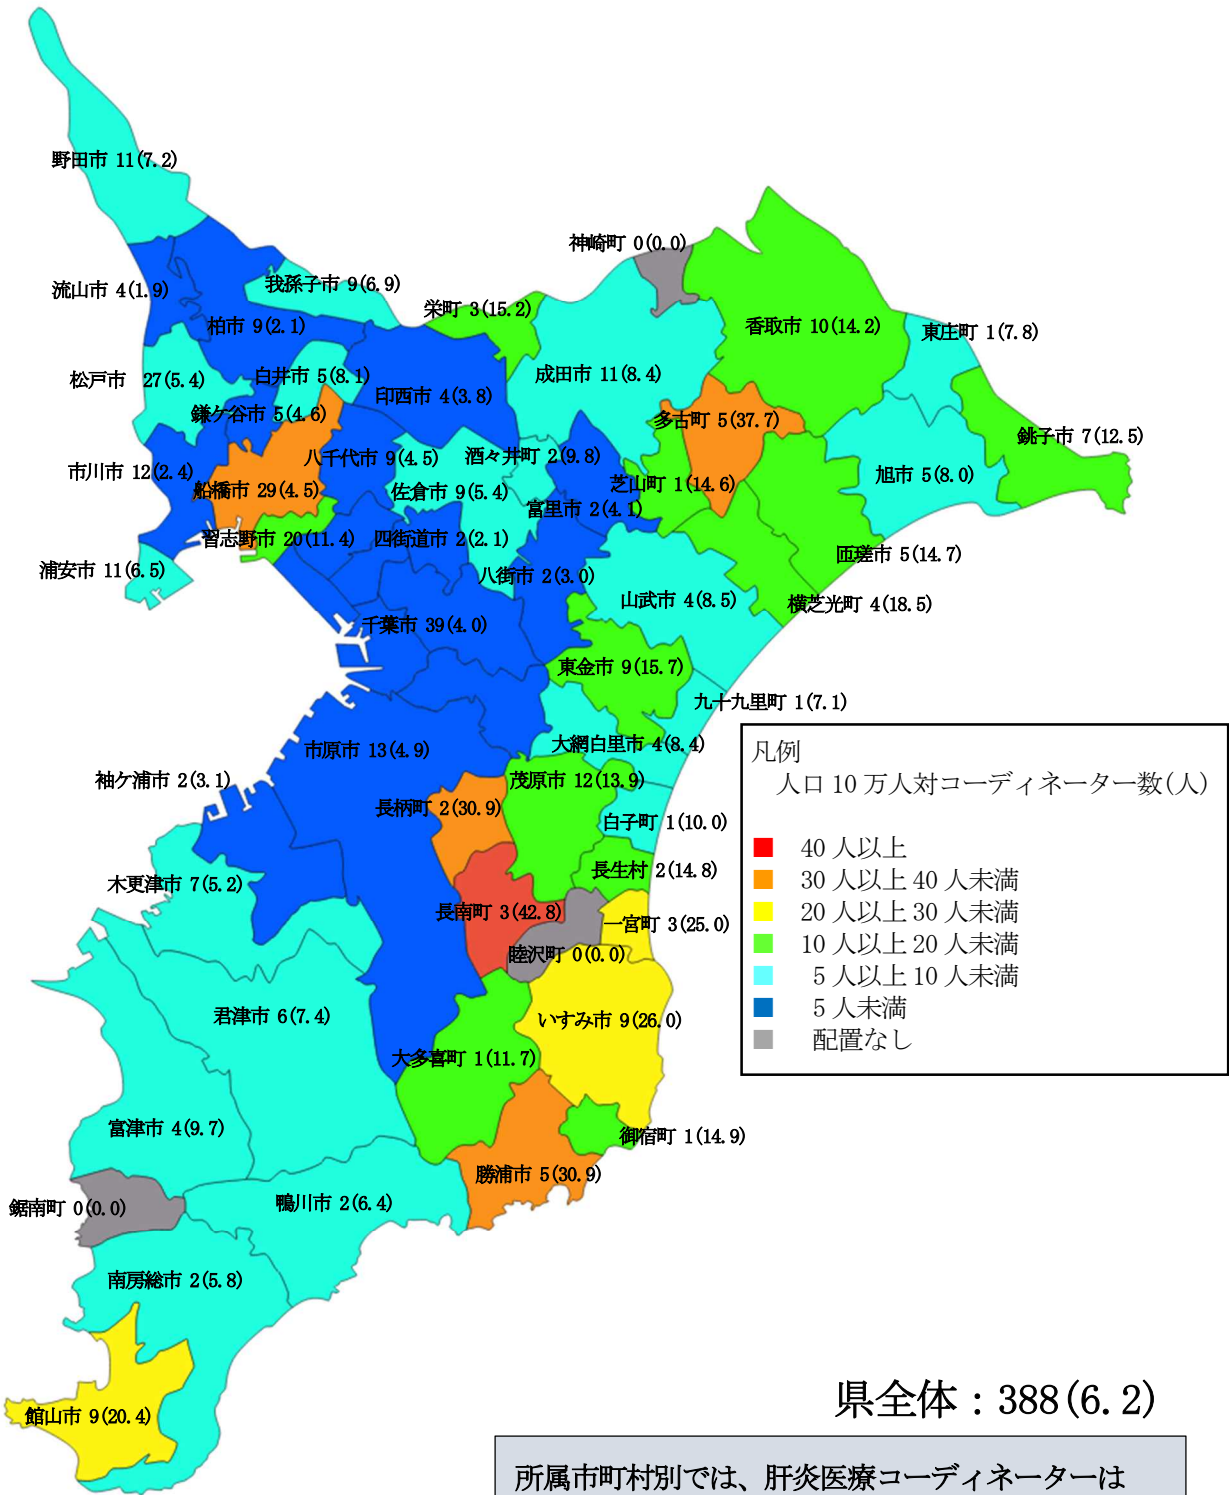 野田市 11(7.2)
神崎町 0(0.0)
流山市 4(1.9)
我孫子市 9(6.9)
栄町 3(15.2)
柏市 9(2.1)
香取市 10(14.2)
東庄町 1(7.8)
松戸市 27(5.4)
白井市 5(8.1)
印西市 4(3.8)
成田市 11(8.4)
鎌ケ谷市 5(4.6)
多古町 5(37.7)
銚子市 7(12.5)
市川市 12(2.4)
八千代市 9(4.5)
酒々井町 2(9.8)
旭市 5(8.0)
船橋市 29(4.5)
佐倉市 9(5.4)
芝山町 1(14.6)
富里市 2(4.1)
習志野市 20(11.4)
四街道市 2(2.1)
匝瑳市 5(14.7)
浦安市 11(6.5)
八街市 2(3.0)
山武市 4(8.5)
横芝光町 4(18.5)
千葉市 39(4.0)
東金市 9(15.7)
九十九里町 1(7.1)
市原市 13(4.9)
大網白里市 4(8.4)
袖ケ浦市 2(3.1)
茂原市 12(13.9)
長柄町 2(30.9)
白子町 1(10.0)
木更津市 7(5.2)
長生村 2(14.8)
長南町 3(42.8)
一宮町 3(25.0)
睦沢町 0(0.0)
君津市 6(7.4)
いすみ市 9(26.0)
大多喜町 1(11.7)
富津市 4(9.7)
御宿町 1(14.9)
勝浦市 5(30.9)
鋸南町 0(0.0)
鴨川市 2(6.4)
南房総市 2(5.8)
館山市 9(20.4)
凡例
人口 10 万人対コーディネーター数(人)
40 人以上
30 人以上 40 人未満
20 人以上 30 人未満
10 人以上 20 人未満
5 人以上 10 人未満
5 人未満
配置なし
県全体：388(6.2)
所属市町村別では、肝炎医療コーディネーターは